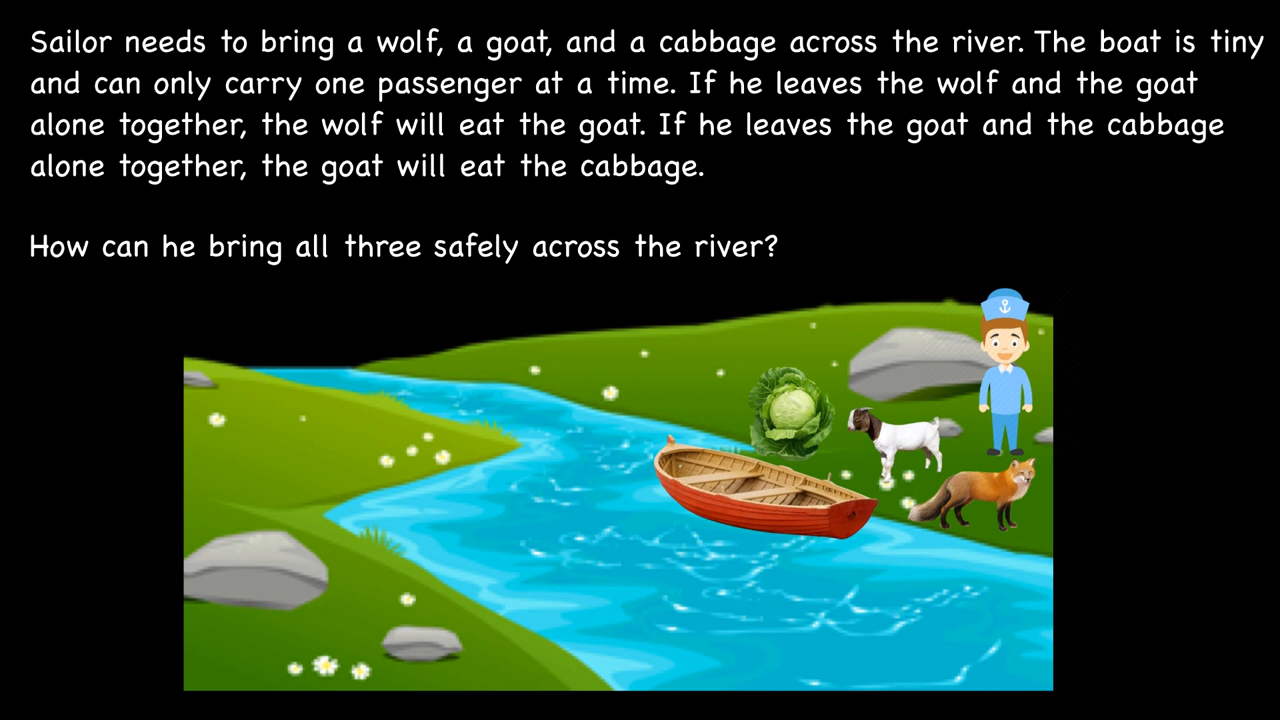 Sailor needs to bring a wolf, a goat, and a cabbage across the river. The boat is tiny
and can only carry one passenger at a time. If he leaves the wolf and the goat
alone together, the wolf will eat the goat. If he leaves the goat and the cabbage
alone together, the goat will eat the cabbage.
How can he bring all three safely across the river?